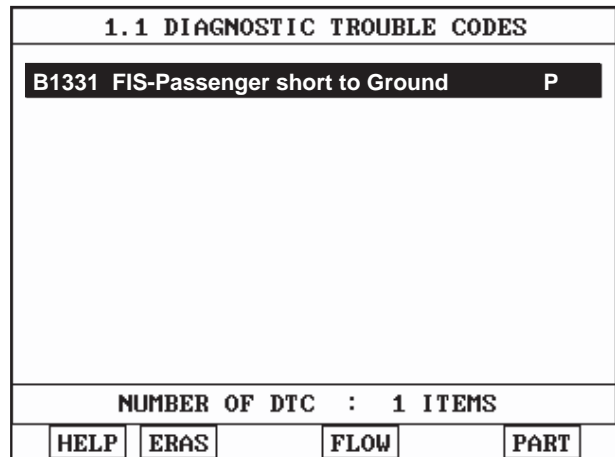 1.1 DIAGNOSTIC TROUBLE CODES
B1331 FIS-Passenger short to Ground P
NUMBER OF DTC : 1 ITEMS
HELP ERAS FLOW PART